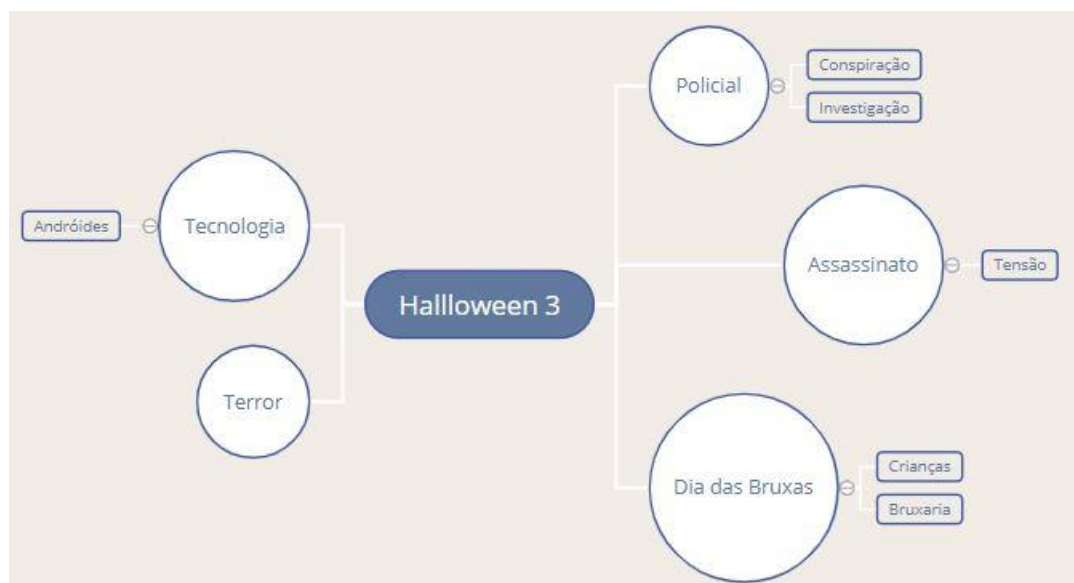 Hallloween 3
Tecnologia
Andróides
Terror
Policial
Conspiração
Investigação
Assassinato
Tensão
Dia das Bruxas
Crianças
Bruxaria